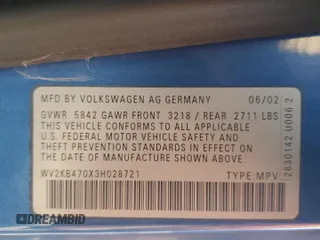 MFD BY VOLKSWAGEN AG GERMANY 06/02
GVWR 5842 GAWR FRONT 3218 / REAR 2711 LBS
THIS VEHICLE CONFORMS TO ALL APPLICABLE
U.S. FEDERAL MOTOR VEHICLE SAFETY AND
THEFT PREVENTION STANDARDS IN EFFECT ON
THE DATE OF MANUFACTURE SHOWN ABOVE
WV2KB470X3H028721 TYPE: MPV
2630142 U006 2
DREAMBID